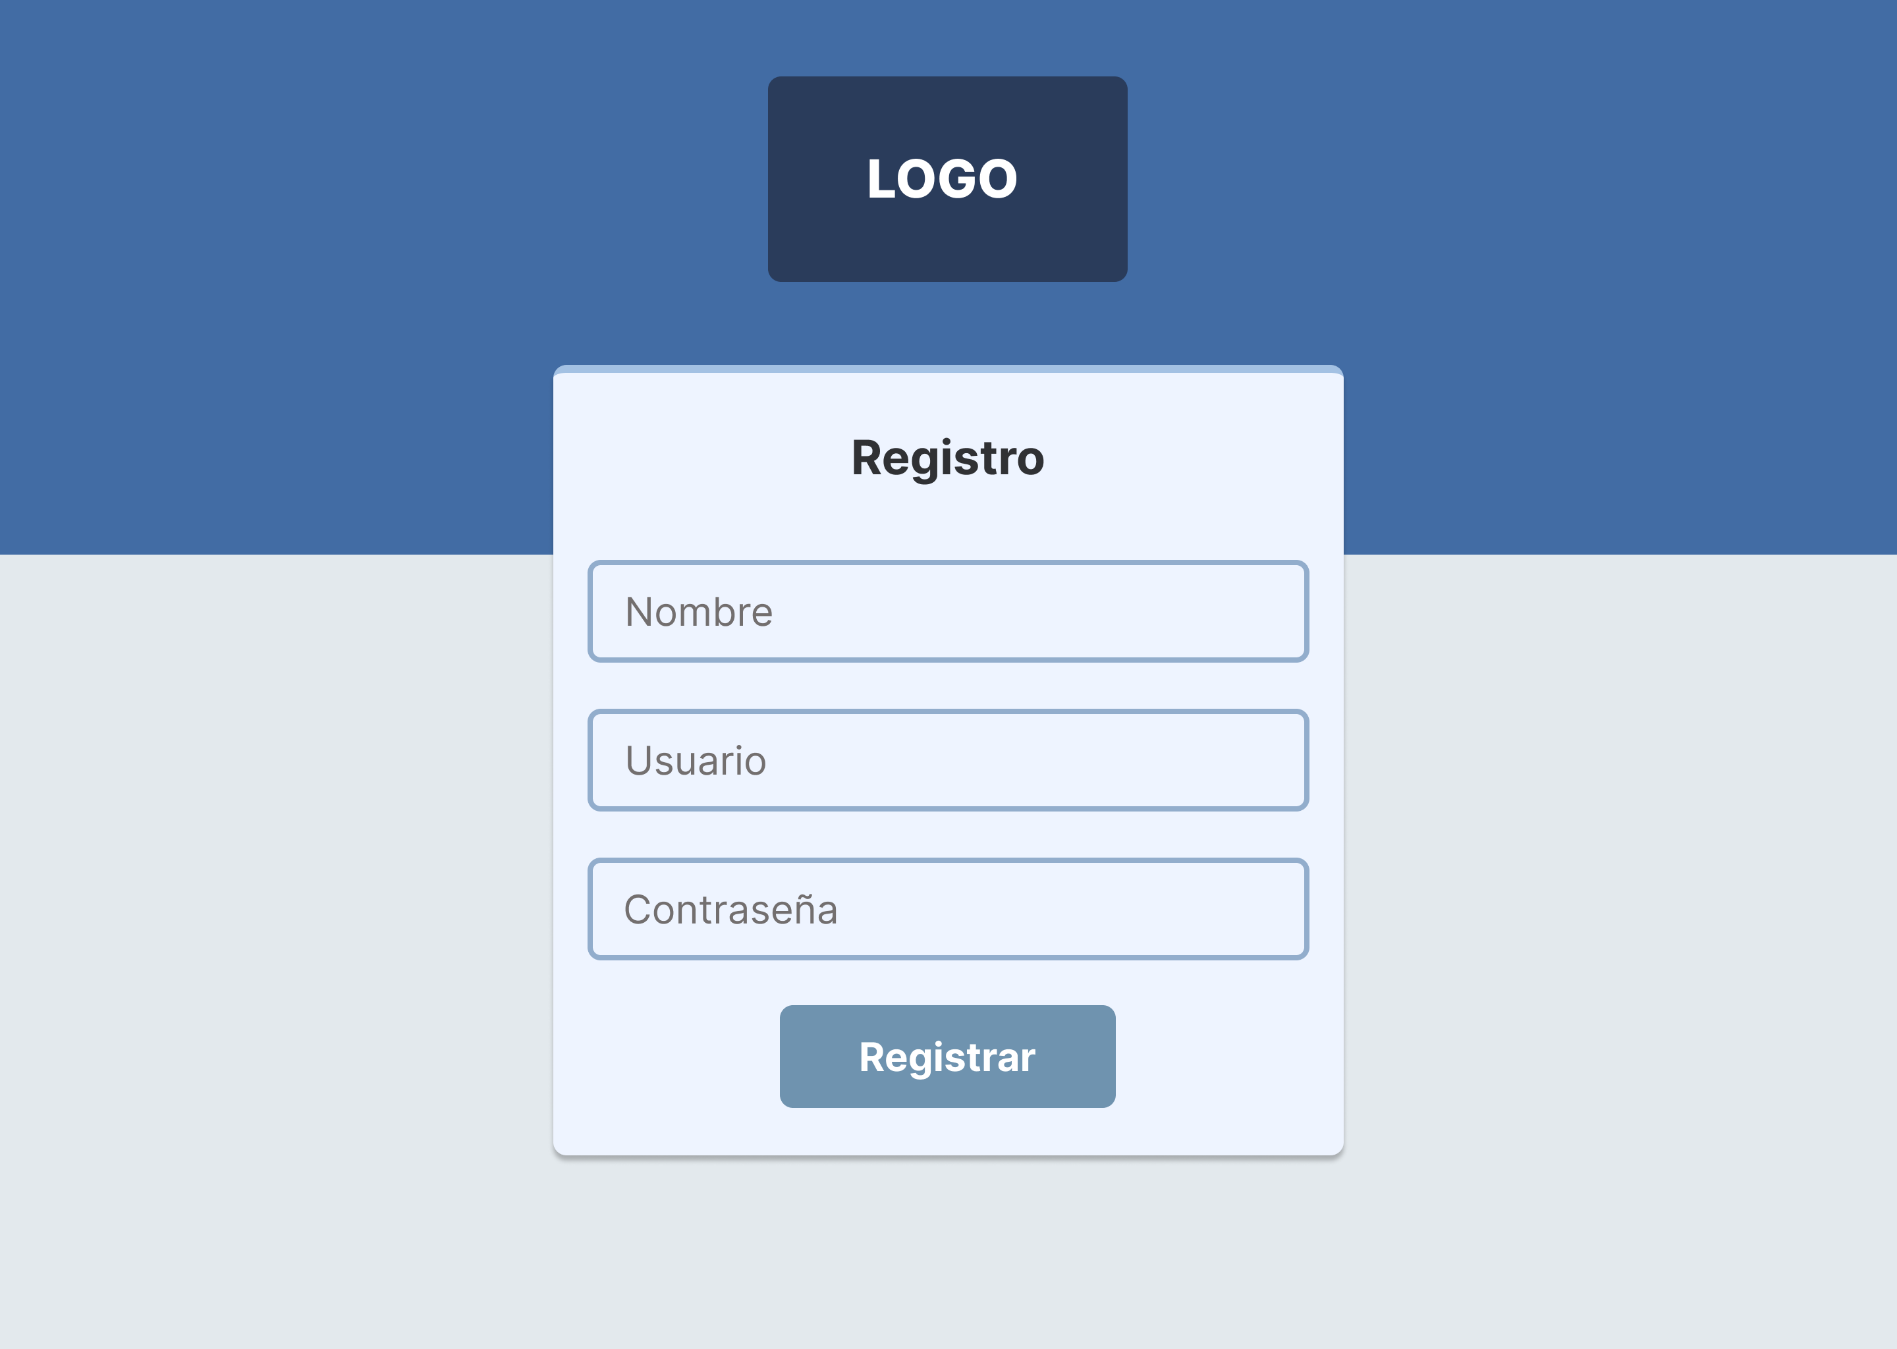 LOGO
Registro
Nombre
Usuario
Contraseña
Registrar